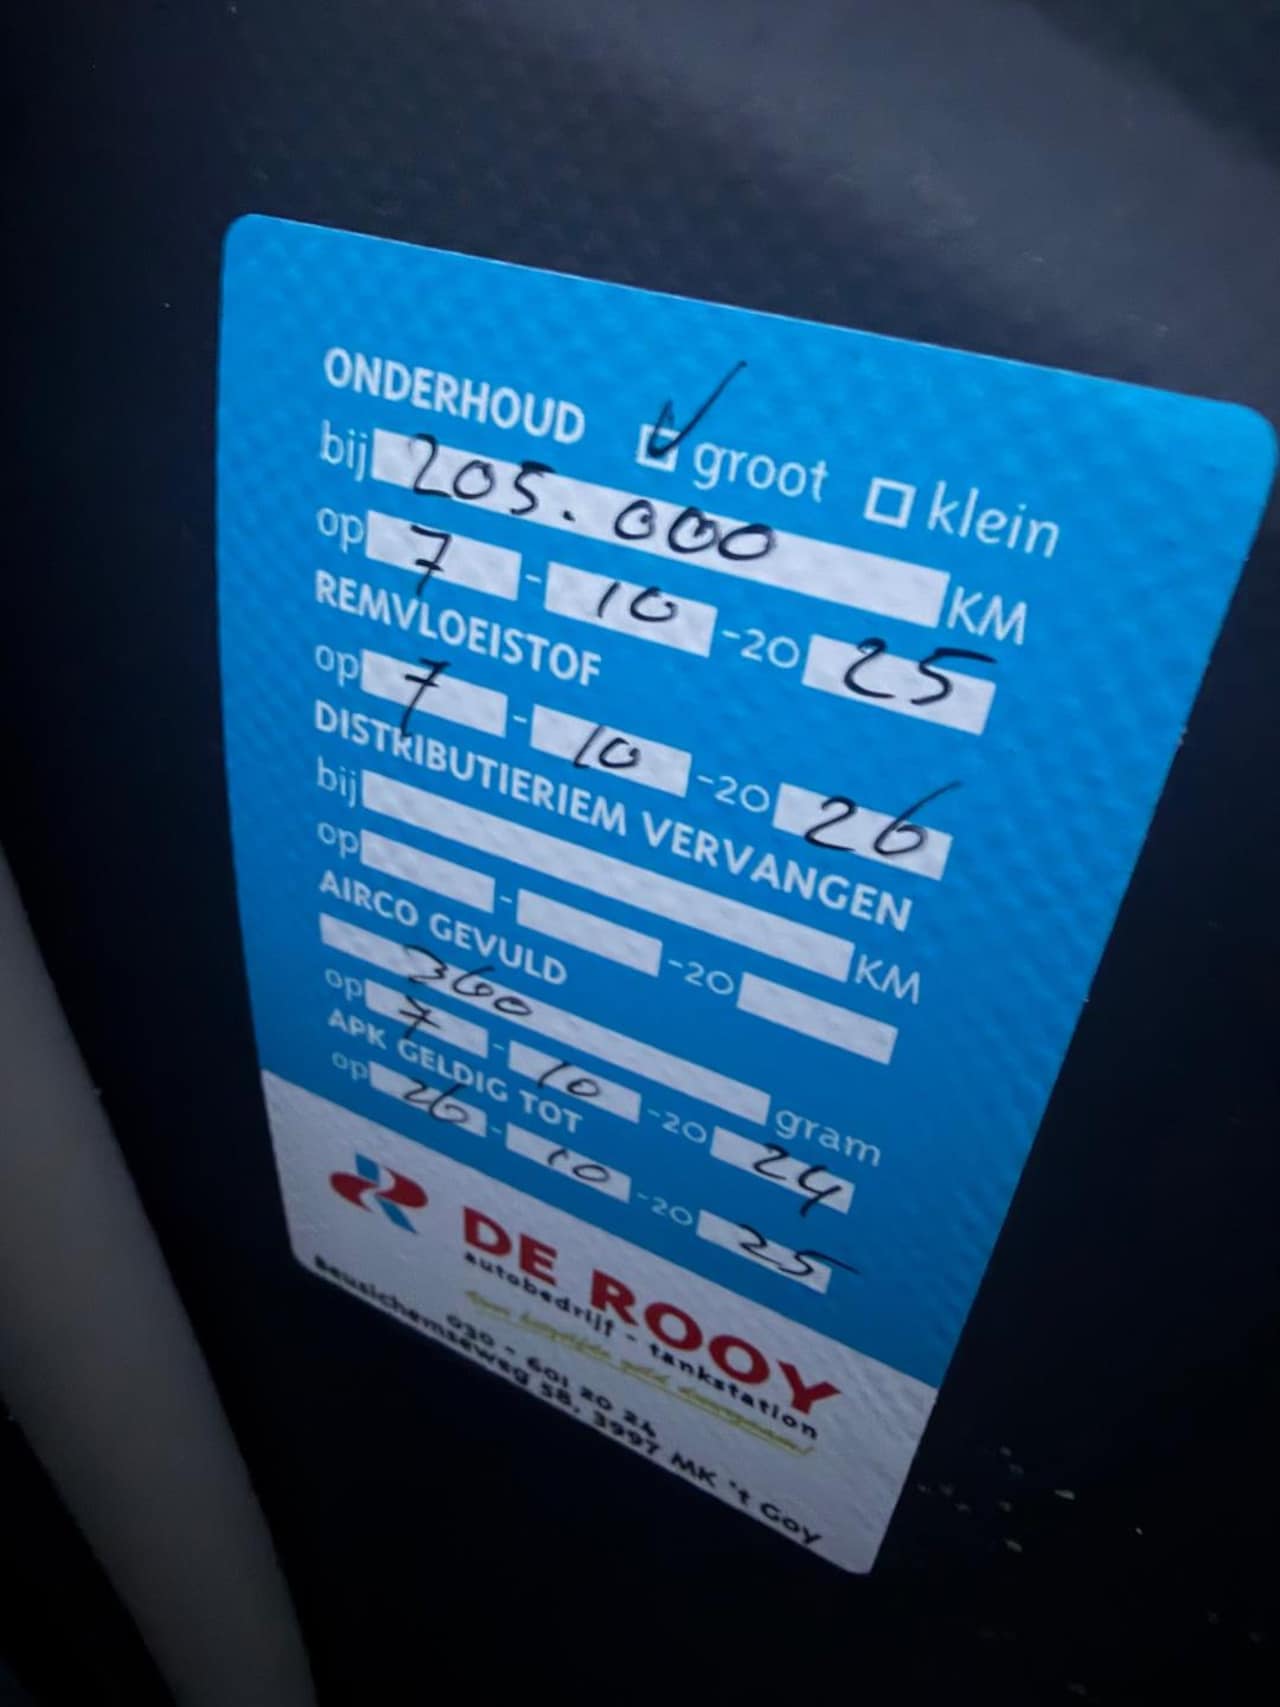 ONDERHOUD ☑ groot ☐ klein
bij 205.000 KM
op 7 - 10 -20 25
REMVLOEISTOF
op 7 - 10 -20 26
DISTRIBUTIERIEM VERVANGEN
bij KM
op - -20
AIRCO GEVULD
360 gram
op 7 - 10 -20 24
APK GELDIG TOT
op 26 - 10 -20 25
DE ROOY
autobedrijf - tankstation
030 - 601 20 24
Beusichemseweg 58, 3997 MK 't Goy